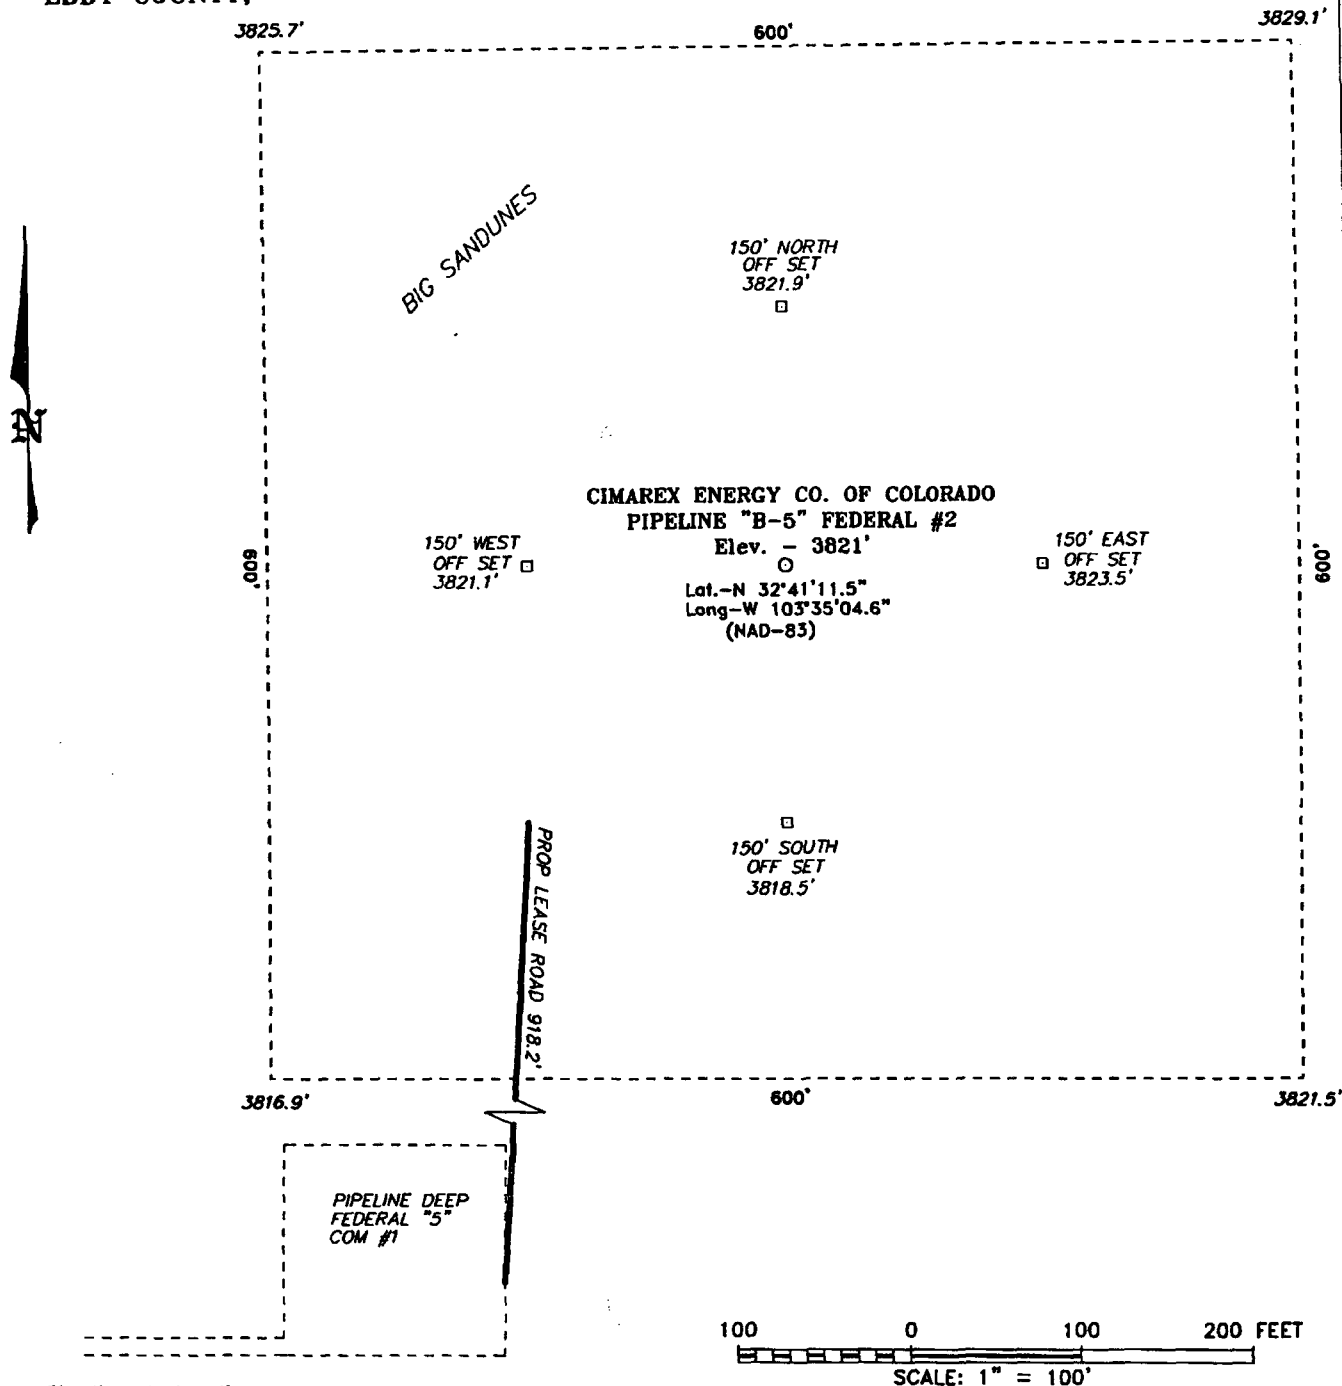 3825.7'
600'
3829.1'
BIG SANDUNES
150' NORTH
OFF SET
3821.9'
N
CIMAREX ENERGY CO. OF COLORADO
PIPELINE "B-5" FEDERAL #2
Elev. - 3821'
Lat.-N 32°41'11.5"
Long-W 103°35'04.6"
(NAD-83)
600'
150' WEST
OFF SET
3821.1'
150' EAST
OFF SET
3823.5'
600'
150' SOUTH
OFF SET
3818.5'
PROP LEASE ROAD 918.2'
3816.9'
600'
3821.5'
PIPELINE DEEP
FEDERAL "5"
COM #1
100 0 100 200 FEET
SCALE: 1" = 100'